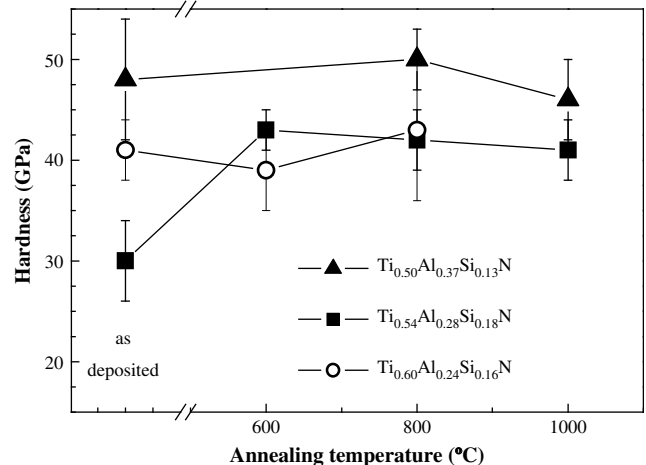 50
40
30
20
Hardness (GPa)
Ti0.50Al0.37Si0.13N
Ti0.54Al0.28Si0.18N
Ti0.60Al0.24Si0.16N
as
deposited
600
800
1000
Annealing temperature (ºC)